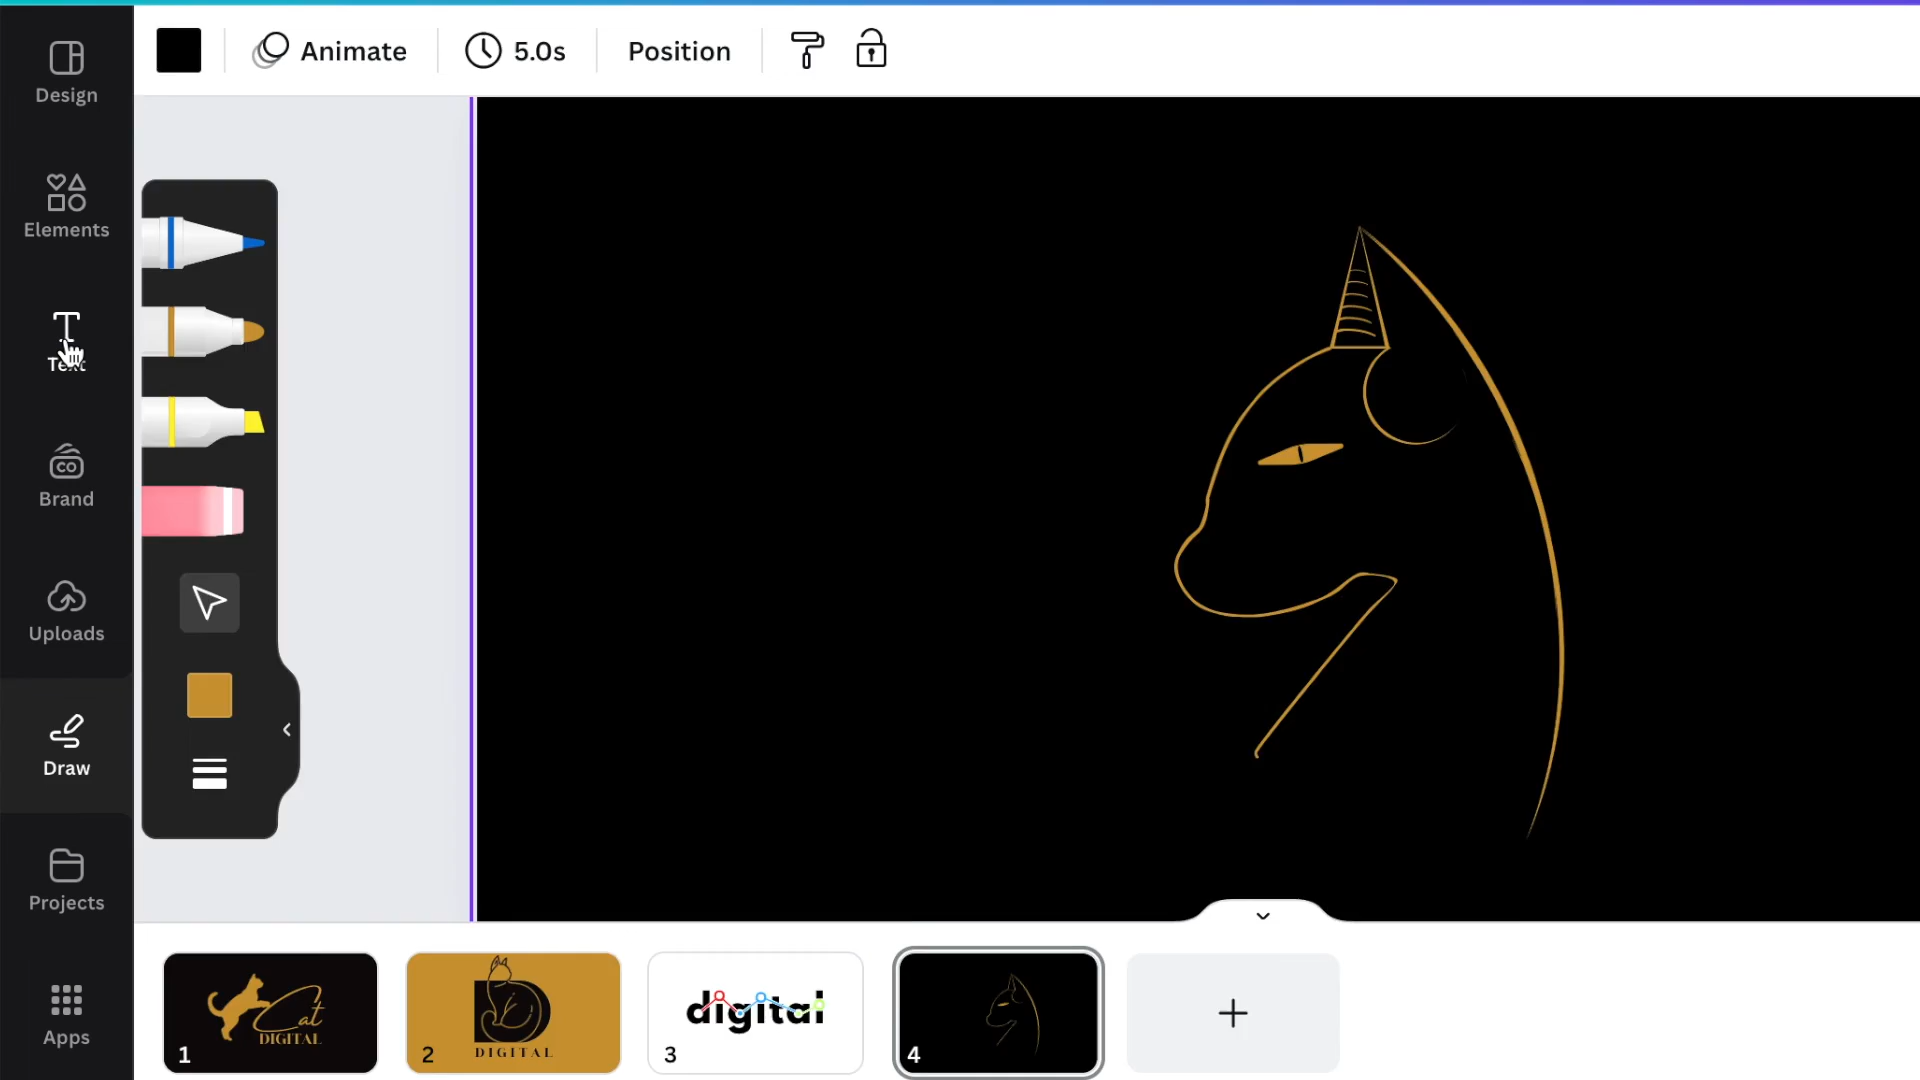 Animate
5.0s
Position
Design
Elements
Text
Brand
CO
Uploads
Draw
Projects
Apps
Cat
DIGITAL
1
DIGITAL
2
digital
3
4